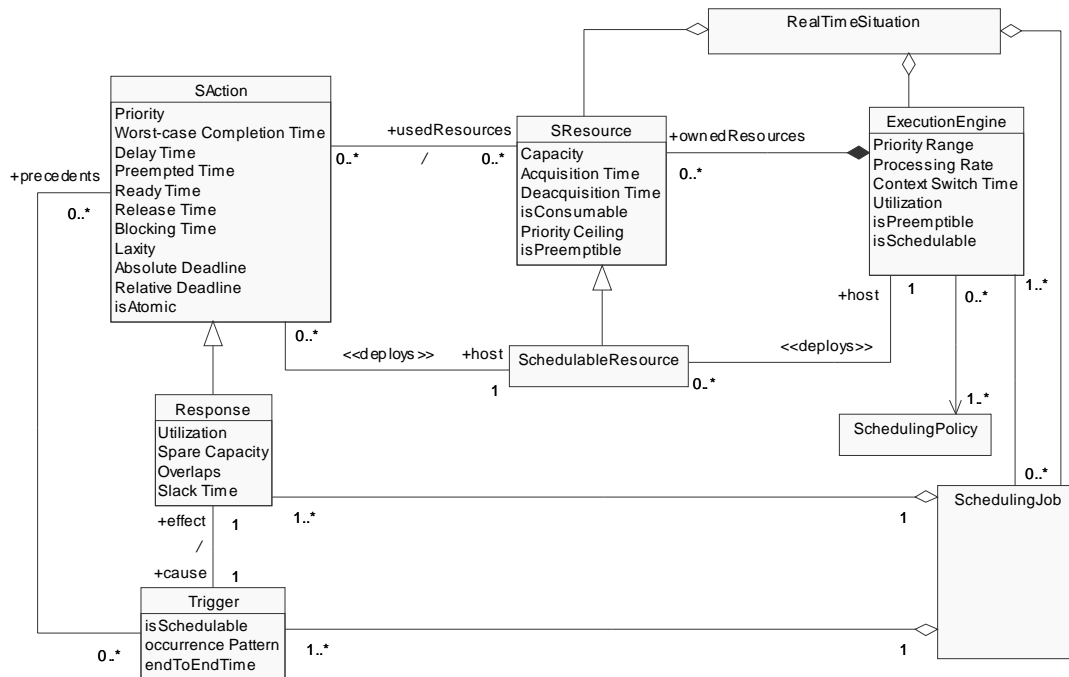 RealTimeSituation
SAction
Priority
Worst-case Completion Time
Delay Time
Preempted Time
Ready Time
Release Time
Blocking Time
Laxity
Absolute Deadline
Relative Deadline
isAtomic
+usedResources
0..*
/
0..*
SResource
Capacity
Acquisition Time
Deacquisition Time
isConsumable
Priority Ceiling
isPreemptible
+ownedResources
0..*
ExecutionEngine
Priority Range
Processing Rate
Context Switch Time
Utilization
isPreemptible
isSchedulable
+precedents
0..*
0..*
<<deploys>>
+host
1
SchedulableResource
0..*
<<deploys>>
+host
1
0..*
1..*
1..*
SchedulingPolicy
0..*
Response
Utilization
Spare Capacity
Overlaps
Slack Time
1..*
1
SchedulingJob
+effect
1
/
+cause
1
Trigger
isSchedulable
occurrence Pattern
endToEndTime
0..*
1..*
1